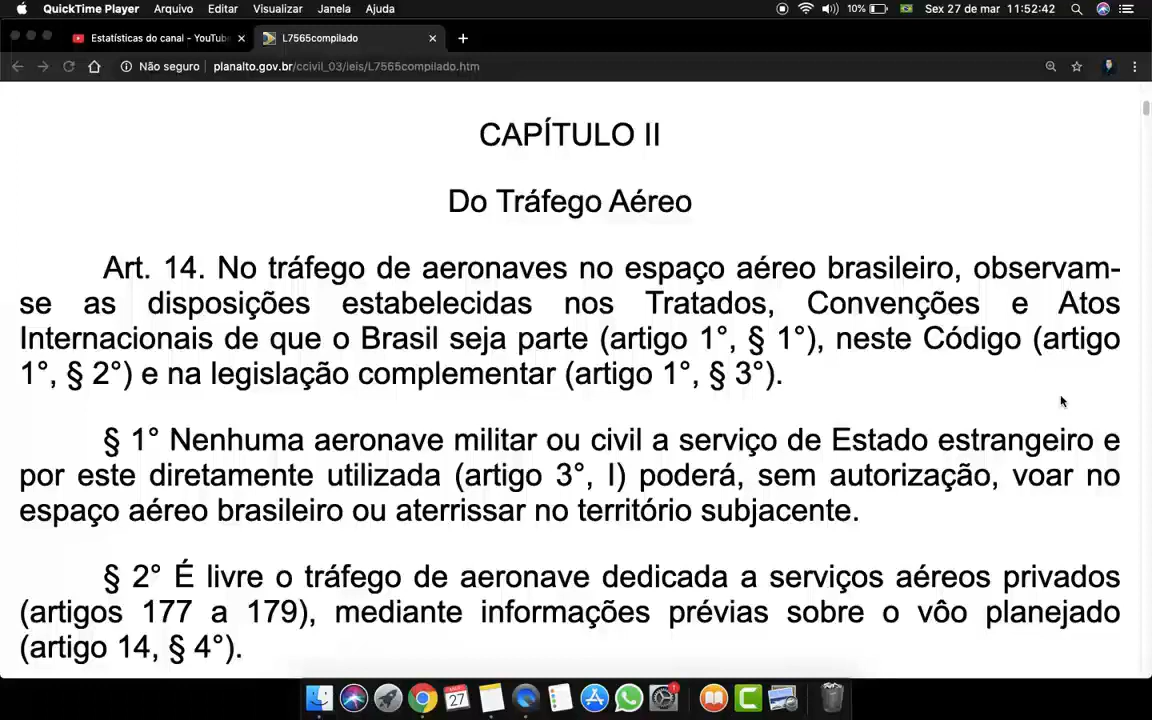 QuickTime Player Arquivo Editar Visualizar Janela Ajuda 10% Sex 27 de mar 11:52:42
Estatísticas do canal - YouTube L7565compilado
Não seguro planalto.gov.br/ccivil_03/leis/L7565compilado.htm
CAPÍTULO II
Do Tráfego Aéreo
Art. 14. No tráfego de aeronaves no espaço aéreo brasileiro, observam-
se as disposições estabelecidas nos Tratados, Convenções e Atos
Internacionais de que o Brasil seja parte (artigo 1°, § 1°), neste Código (artigo
1°, § 2°) e na legislação complementar (artigo 1°, § 3°).
§ 1° Nenhuma aeronave militar ou civil a serviço de Estado estrangeiro e
por este diretamente utilizada (artigo 3°, I) poderá, sem autorização, voar no
espaço aéreo brasileiro ou aterrissar no território subjacente.
§ 2° É livre o tráfego de aeronave dedicada a serviços aéreos privados
(artigos 177 a 179), mediante informações prévias sobre o vôo planejado
(artigo 14, § 4°).
27
1